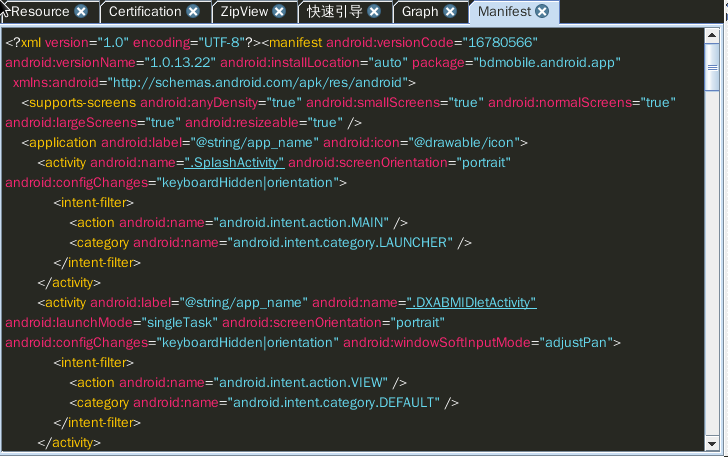 Resource Certification ZipView 快速引导 Graph Manifest
<?xml version="1.0" encoding="UTF-8"?><manifest android:versionCode="16780566"
android:versionName="1.0.13.22" android:installLocation="auto" package="bdmobile.android.app"
xmlns:android="http://schemas.android.com/apk/res/android">
<supports-screens android:anyDensity="true" android:smallScreens="true" android:normalScreens="true"
android:largeScreens="true" android:resizeable="true" />
<application android:label="@string/app_name" android:icon="@drawable/icon">
<activity android:name=".SplashActivity" android:screenOrientation="portrait"
android:configChanges="keyboardHidden|orientation">
<intent-filter>
<action android:name="android.intent.action.MAIN" />
<category android:name="android.intent.category.LAUNCHER" />
</intent-filter>
</activity>
<activity android:label="@string/app_name" android:name=".DXABMIDletActivity"
android:launchMode="singleTask" android:screenOrientation="portrait"
android:configChanges="keyboardHidden|orientation" android:windowSoftInputMode="adjustPan">
<intent-filter>
<action android:name="android.intent.action.VIEW" />
<category android:name="android.intent.category.DEFAULT" />
</intent-filter>
</activity>